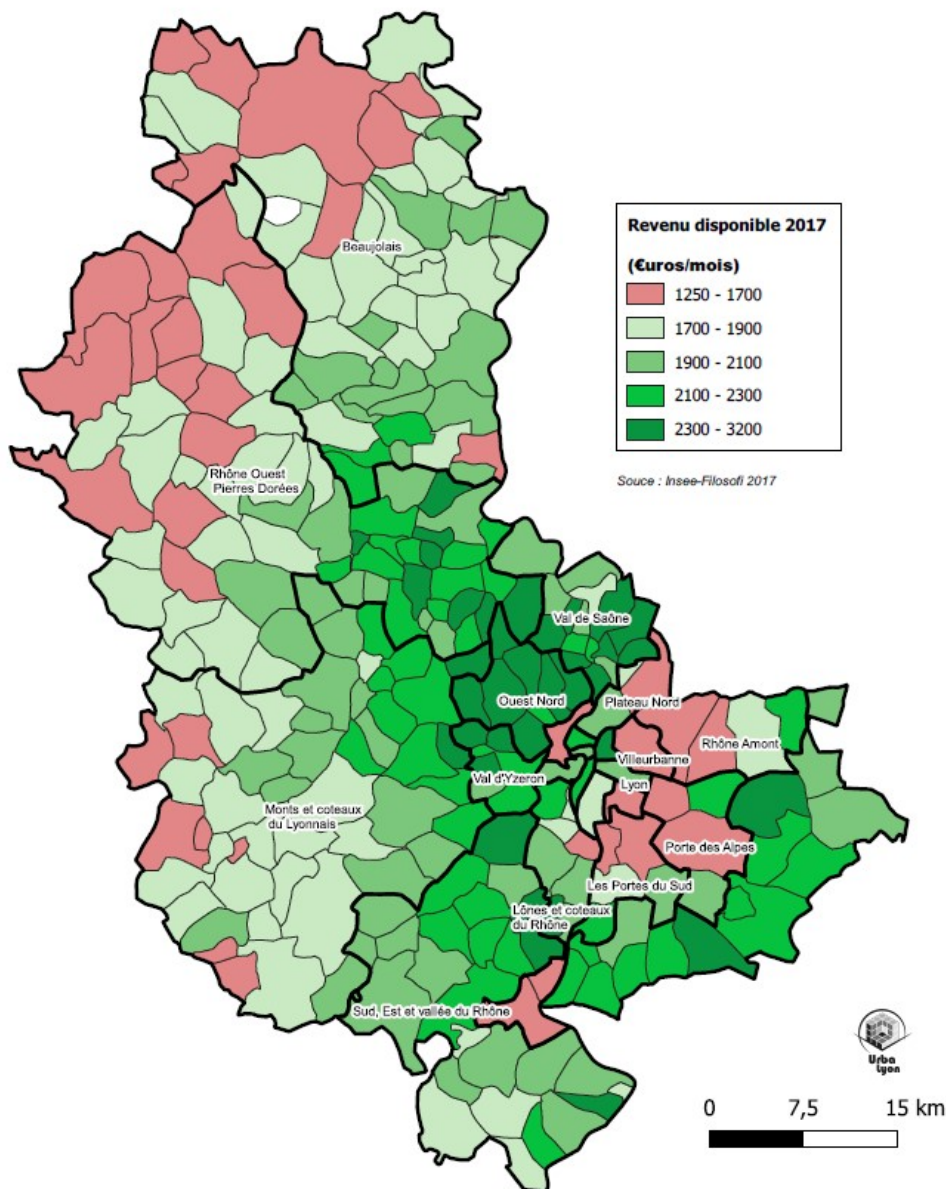 Revenu disponible 2017
(€uros/mois)
1250 - 1700
1700 - 1900
1900 - 2100
2100 - 2300
2300 - 3200
Souce : Insee-Filosofi 2017
Beaujolais
Rhône Ouest
Pierres Dorées
Val de Saône
Ouest Nord
Plateau Nord
Rhône Amont
Villeurbanne
Val d'Yzeron
Lyon
Monts et coteaux
du Lyonnais
Porte des Alpes
Les Portes du Sud
Lônes et coteaux
du Rhône
Sud, Est et vallée du Rhône
Urba
Lyon
0 7,5 15 km